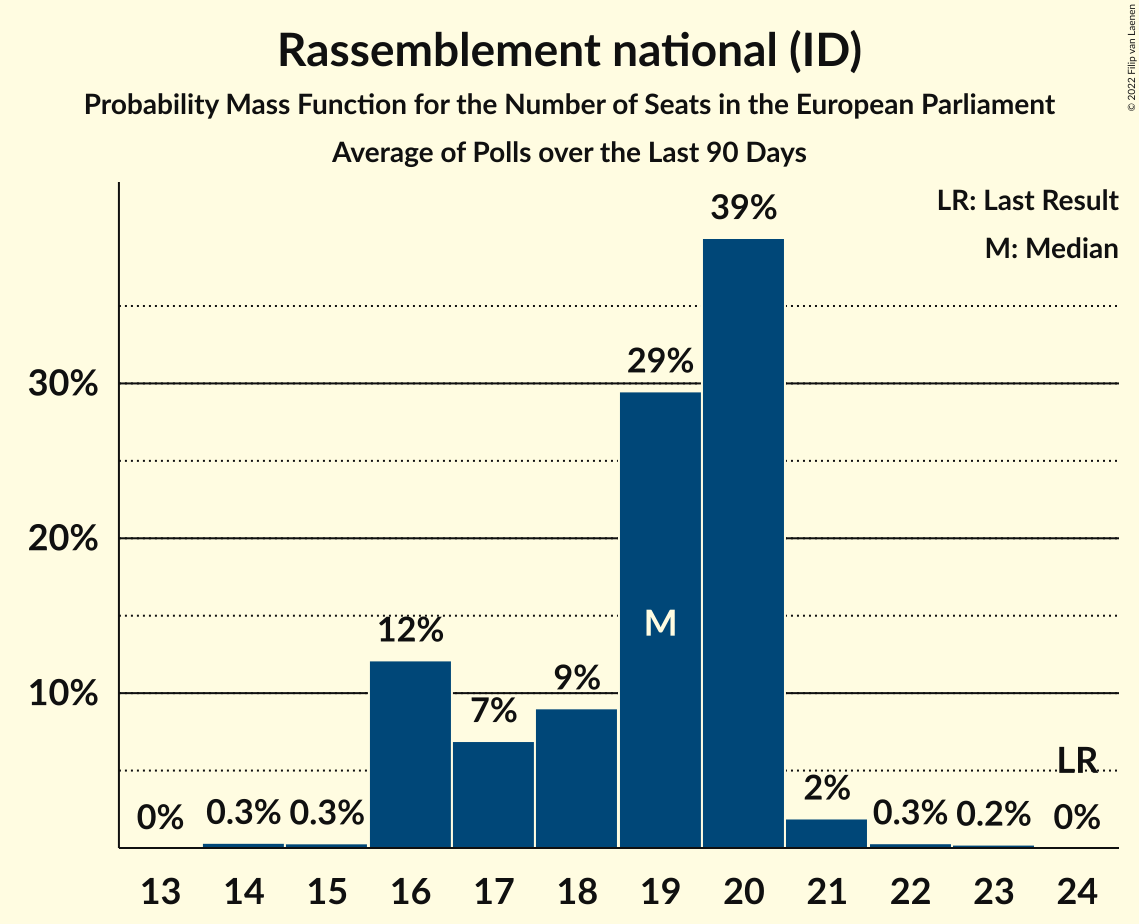 Rassemblement national (ID)
Probability Mass Function for the Number of Seats in the European Parliament
Average of Polls over the Last 90 Days
© 2022 Filip van Laenen
LR: Last Result
M: Median
30%
20%
10%
0%
0.3%
0.3%
12%
7%
9%
29%
M
39%
2%
0.3%
0.2%
LR
0%
13 14 15 16 17 18 19 20 21 22 23 24